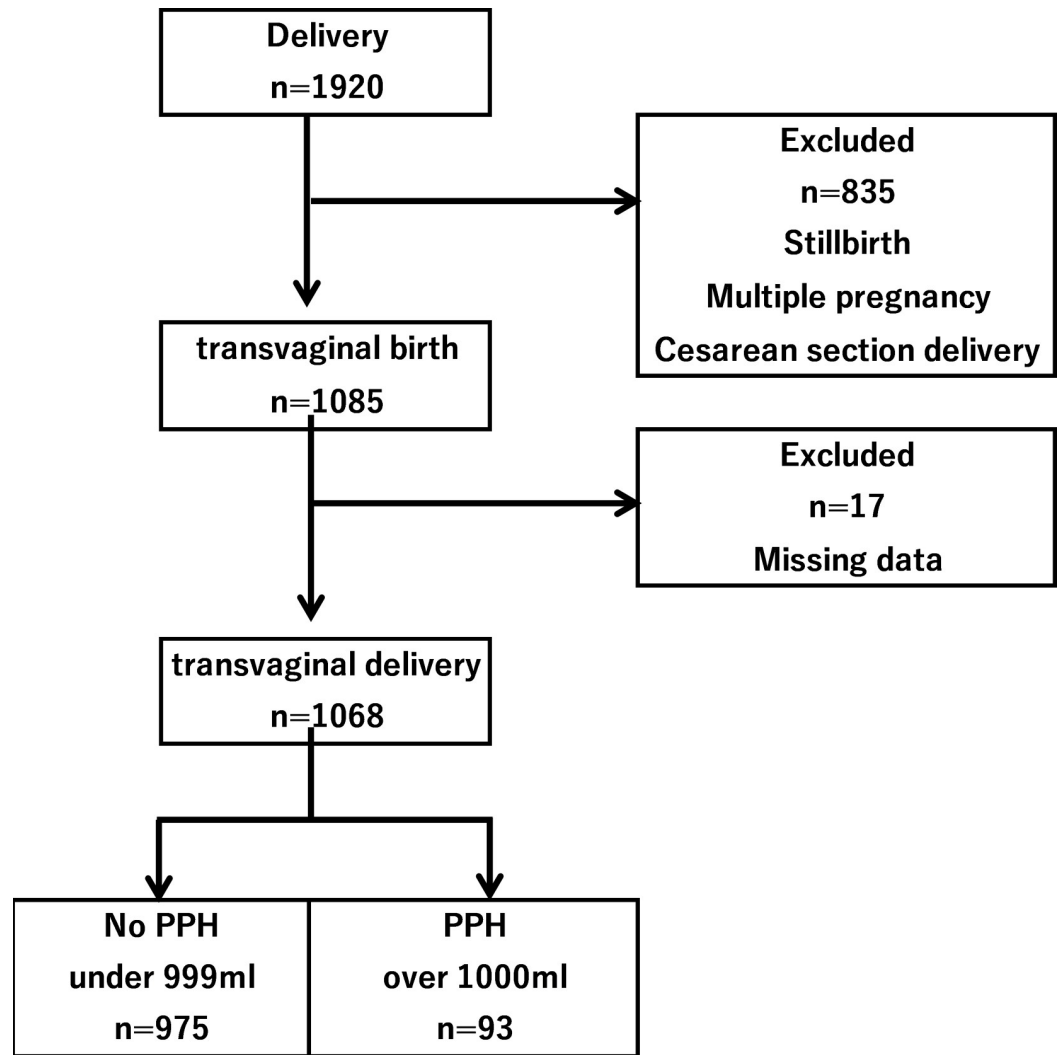 Delivery
n=1920
Excluded
n=835
Stillbirth
Multiple pregnancy
Cesarean section delivery
transvaginal birth
n=1085
Excluded
n=17
Missing data
transvaginal delivery
n=1068
No PPH
under 999ml
n=975
PPH
over 1000ml
n=93